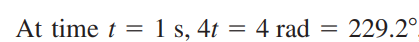 At time t = 1 s, 4t = 4 rad = 229.2°